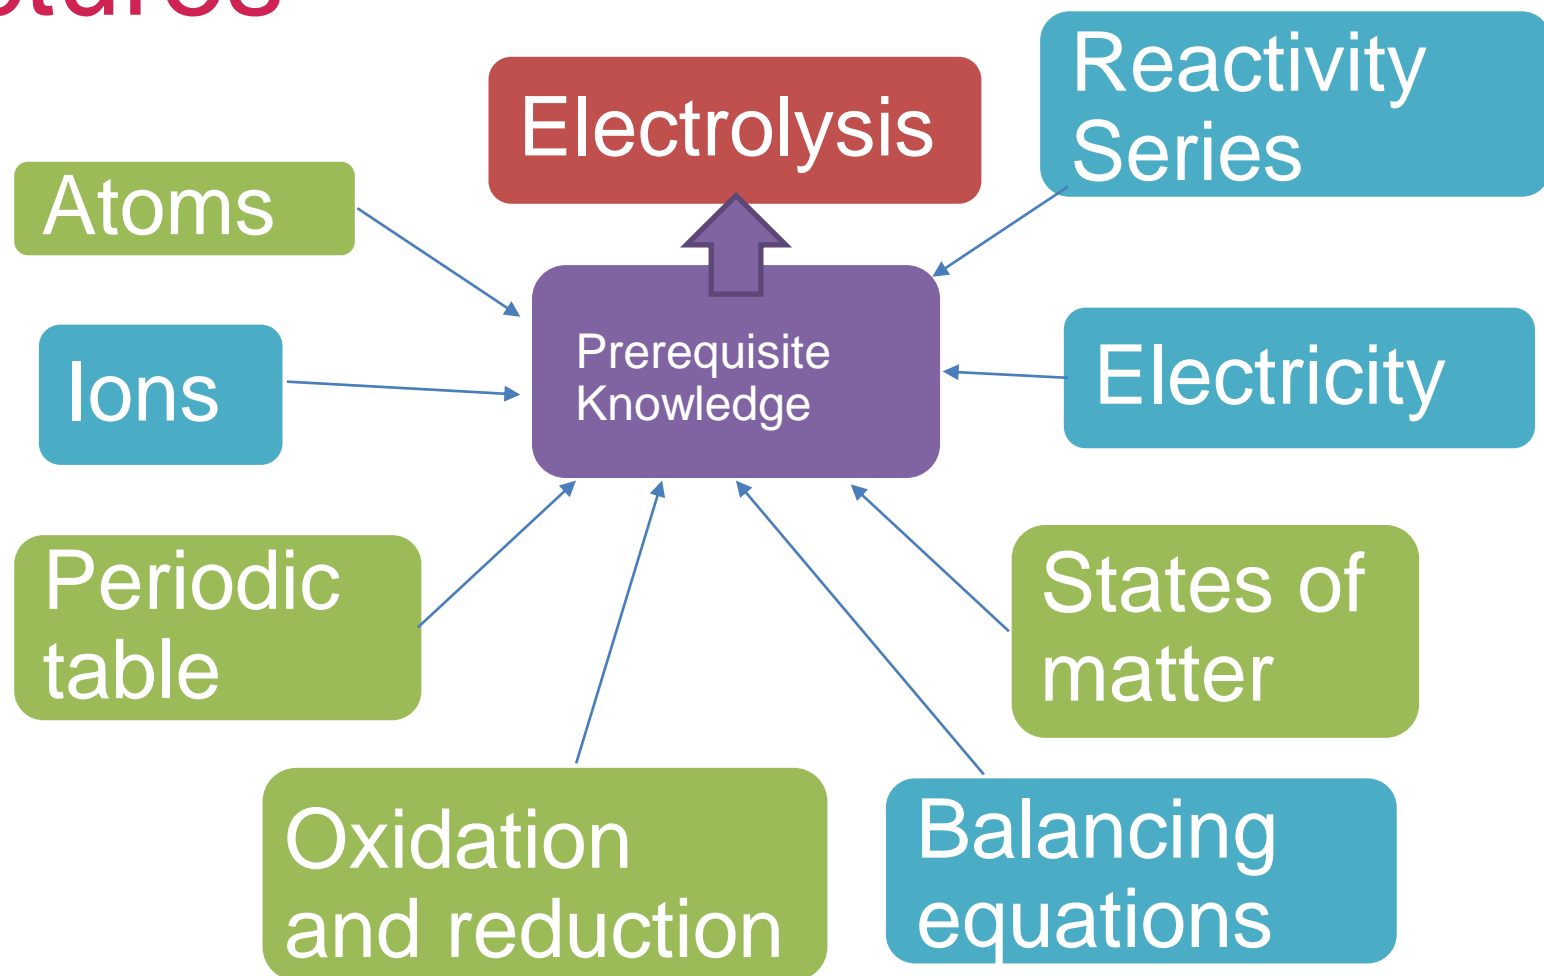 Electrolysis
Reactivity
Series
Atoms
Prerequisite
Knowledge
Ions
Electricity
Periodic
table
States of
matter
Oxidation
and reduction
Balancing
equations